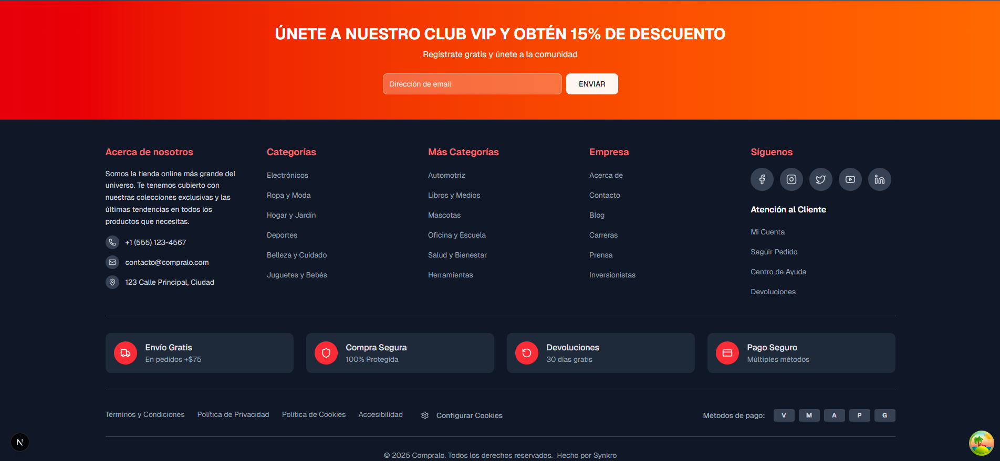 ÚNETE A NUESTRO CLUB VIP Y OBTÉN 15% DE DESCUENTO
Regístrate gratis y únete a la comunidad
Dirección de email
ENVIAR
Acerca de nosotros
Somos la tienda online más grande del
universo. Te tenemos cubierto con
nuestras colecciones exclusivas y las
últimas tendencias en todos los
productos que necesitas.
+1 (555) 123-4567
contacto@compralo.com
123 Calle Principal, Ciudad
Categorías
Electrónicos
Ropa y Moda
Hogar y Jardín
Deportes
Belleza y Cuidado
Juguetes y Bebés
Más Categorías
Automotriz
Libros y Medios
Mascotas
Oficina y Escuela
Salud y Bienestar
Herramientas
Empresa
Acerca de
Contacto
Blog
Carreras
Prensa
Inversionistas
Síguenos
Atención al Cliente
Mi Cuenta
Seguir Pedido
Centro de Ayuda
Devoluciones
Envío Gratis
En pedidos +$75
Compra Segura
100% Protegida
Devoluciones
30 días gratis
Pago Seguro
Múltiples métodos
Términos y Condiciones
Política de Privacidad
Política de Cookies
Accesibilidad
Configurar Cookies
Métodos de pago:
V
M
A
P
G
N
© 2025 Compralo. Todos los derechos reservados. Hecho por Synkro